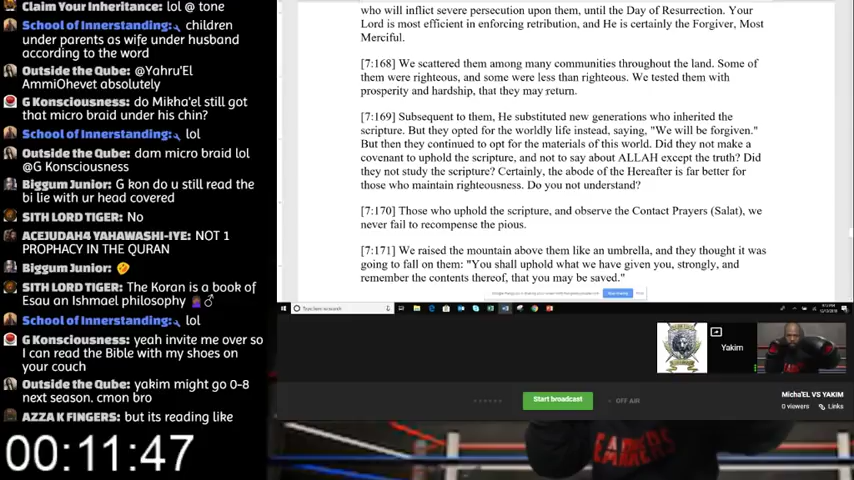 Claim Your Inheritance: lol @ tone
School of Innerstanding: children
under parents as wife under husband
according to the word
Outside the Qube: @Yahru'El
AmmiOhevet absolutely
G Konsciousness: do Mikha'el still got
that micro braid under his chin?
School of Innerstanding: lol
Outside the Qube: dam micro braid lol
@G Konsciousness
Biggum Junior: G kon do u still read the
bi lie with ur head covered
SITH LORD TIGER: No
ACEJUDAH4 YAHAWASHI-IYE: NOT 1
PROPHACY IN THE QURAN
Biggum Junior:
SITH LORD TIGER: The Koran is a book of
Esau an Ishmael philosophy
School of Innerstanding: lol
G Konsciousness: yeah invite me over so
I can read the Bible with my shoes on
your couch
Outside the Qube: yakim might go 0-8
next season. cmon bro
AZZA K FINGERS: but its reading like
00:11:47
who will inflict severe persecution upon them, until the Day of Resurrection. Your
Lord is most efficient in enforcing retribution, and He is certainly the Forgiver, Most
Merciful.
[7:168] We scattered them among many communities throughout the land. Some of
them were righteous, and some were less than righteous. We tested them with
prosperity and hardship, that they may return.
[7:169] Subsequent to them, He substituted new generations who inherited the
scripture. But they opted for the worldly life instead, saying, "We will be forgiven."
But then they continued to opt for the materials of this world. Did they not make a
covenant to uphold the scripture, and not to say about ALLAH except the truth? Did
they not study the scripture? Certainly, the abode of the Hereafter is far better for
those who maintain righteousness. Do you not understand?
[7:170] Those who uphold the scripture, and observe the Contact Prayers (Salat), we
never fail to recompense the pious.
[7:171] We raised the mountain above them like an umbrella, and they thought it was
going to fall on them: "You shall uphold what we have given you, strongly, and
remember the contents thereof, that you may be saved."
Type here to search
Yakim
Start broadcast
OFF AIR
Micha'EL VS YAKIM
0 viewers
Links